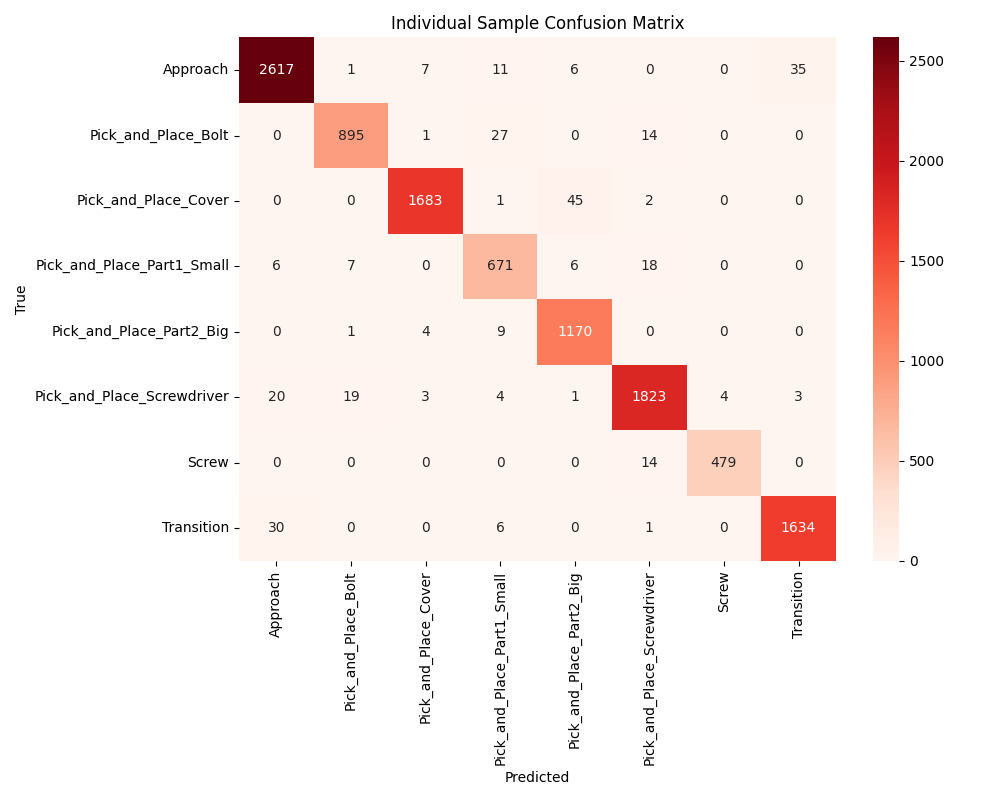 Individual Sample Confusion Matrix
Approach 2617 1 7 11 6 0 0 35
Pick_and_Place_Bolt 0 895 1 27 0 14 0 0
Pick_and_Place_Cover 0 0 1683 1 45 2 0 0
Pick_and_Place_Part1_Small 6 7 0 671 6 18 0 0
Pick_and_Place_Part2_Big 0 1 4 9 1170 0 0 0
Pick_and_Place_Screwdriver 20 19 3 4 1 1823 4 3
Screw 0 0 0 0 0 14 479 0
Transition 30 0 0 6 0 1 0 1634
True
Approach
Pick_and_Place_Bolt
Pick_and_Place_Cover
Pick_and_Place_Part1_Small
Pick_and_Place_Part2_Big
Pick_and_Place_Screwdriver
Screw
Transition
Predicted
2500
2000
1500
1000
500
0